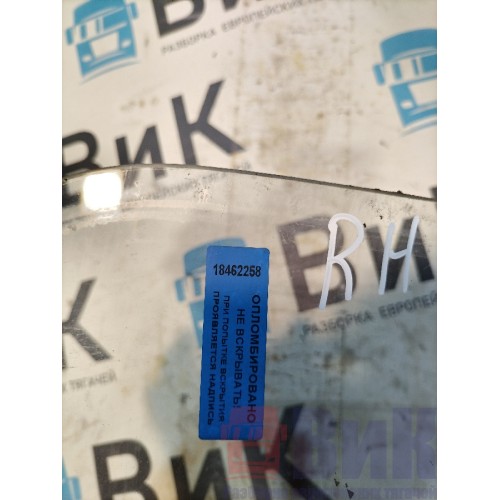 ВиК
РАЗБОРКА ЕВРОПЕЙСКИХ
ВиК
ВиК
РАЗБОРКА ЕВРОПЕЙ
ТЯГАЧЕЙ
RH
18462258
ОПЛОМБИРОВАНО
НЕ ВСКРЫВАТЬ!
ПРИ ПОПЫТКЕ ВСКРЫТИЯ
ПРОЯВЛЯЕТСЯ НАДПИСЬ
ВиК
ВиК